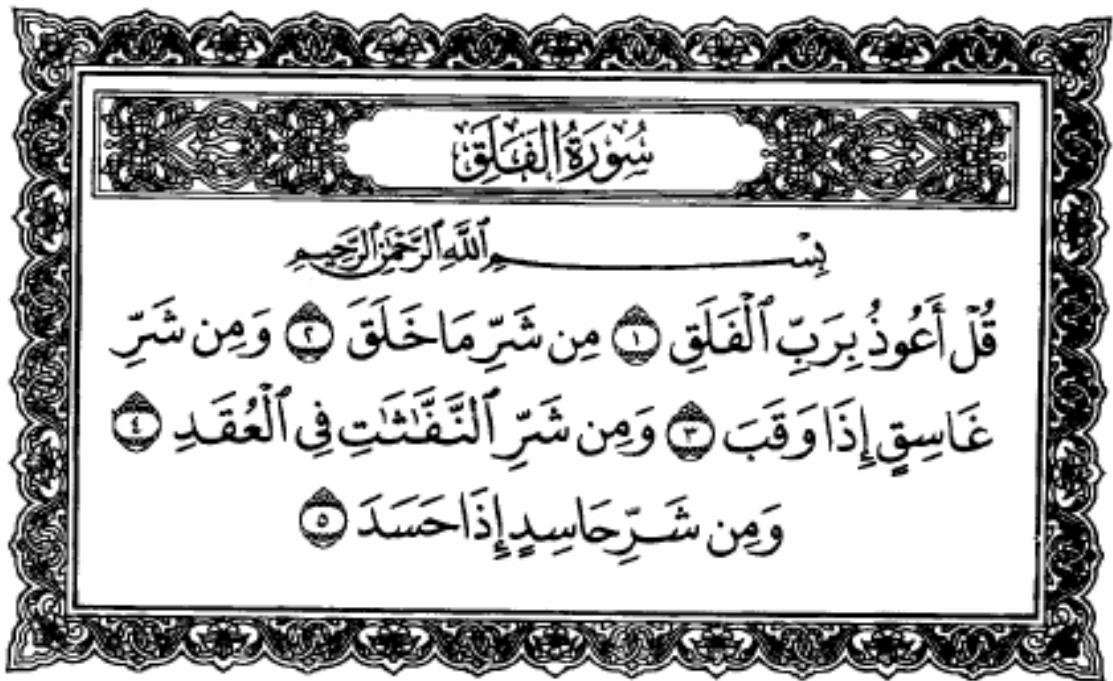 سُورَةُ الفَلَقِ
بِسْمِ ٱللَّهِ ٱلرَّحْمَٰنِ ٱلرَّحِيمِ
قُلْ أَعُوذُ بِرَبِّ ٱلْفَلَقِ ١ مِن شَرِّ مَا خَلَقَ ٢ وَمِن شَرِّ
غَاسِقٍ إِذَا وَقَبَ ٣ وَمِن شَرِّ ٱلنَّفَّٰثَٰتِ فِي ٱلْعُقَدِ ٤
وَمِن شَرِّ حَاسِدٍ إِذَا حَسَدَ ٥